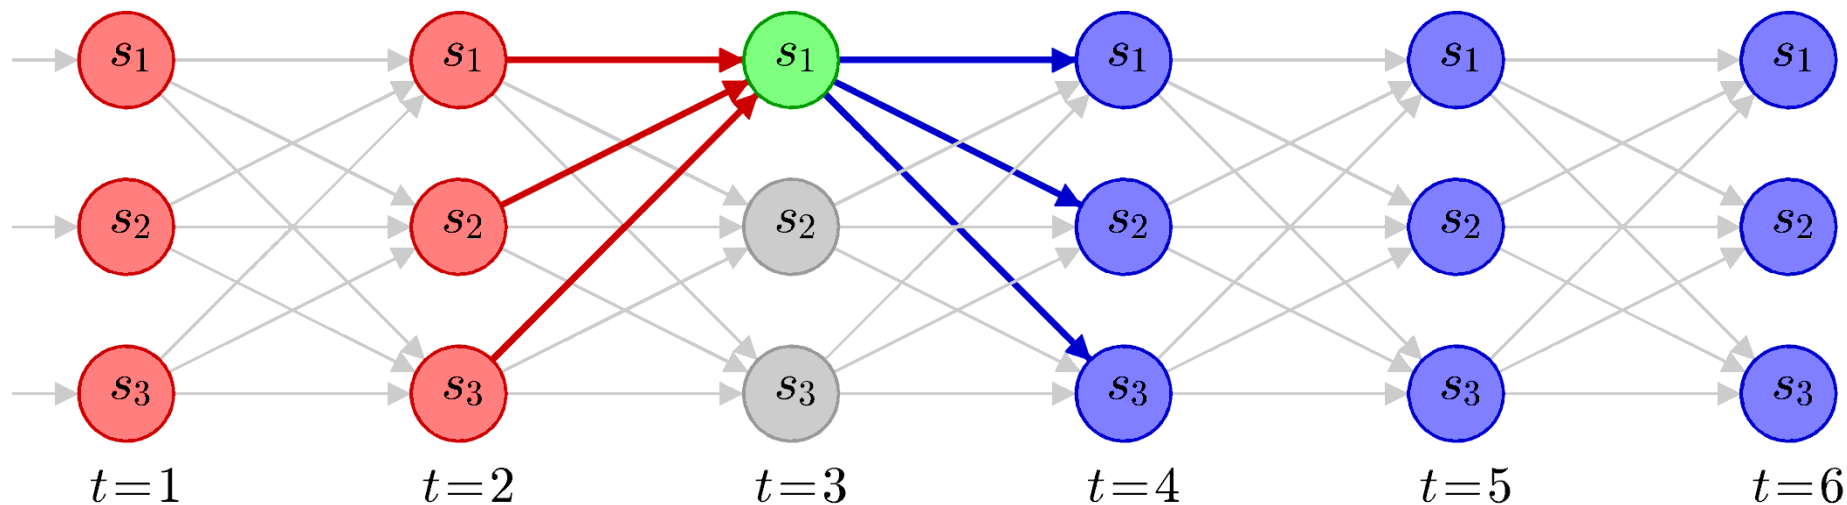 s₁ s₁ s₁ s₁ s₁ s₁
s₂ s₂ s₂ s₂ s₂ s₂
s₃ s₃ s₃ s₃ s₃ s₃
t=1 t=2 t=3 t=4 t=5 t=6